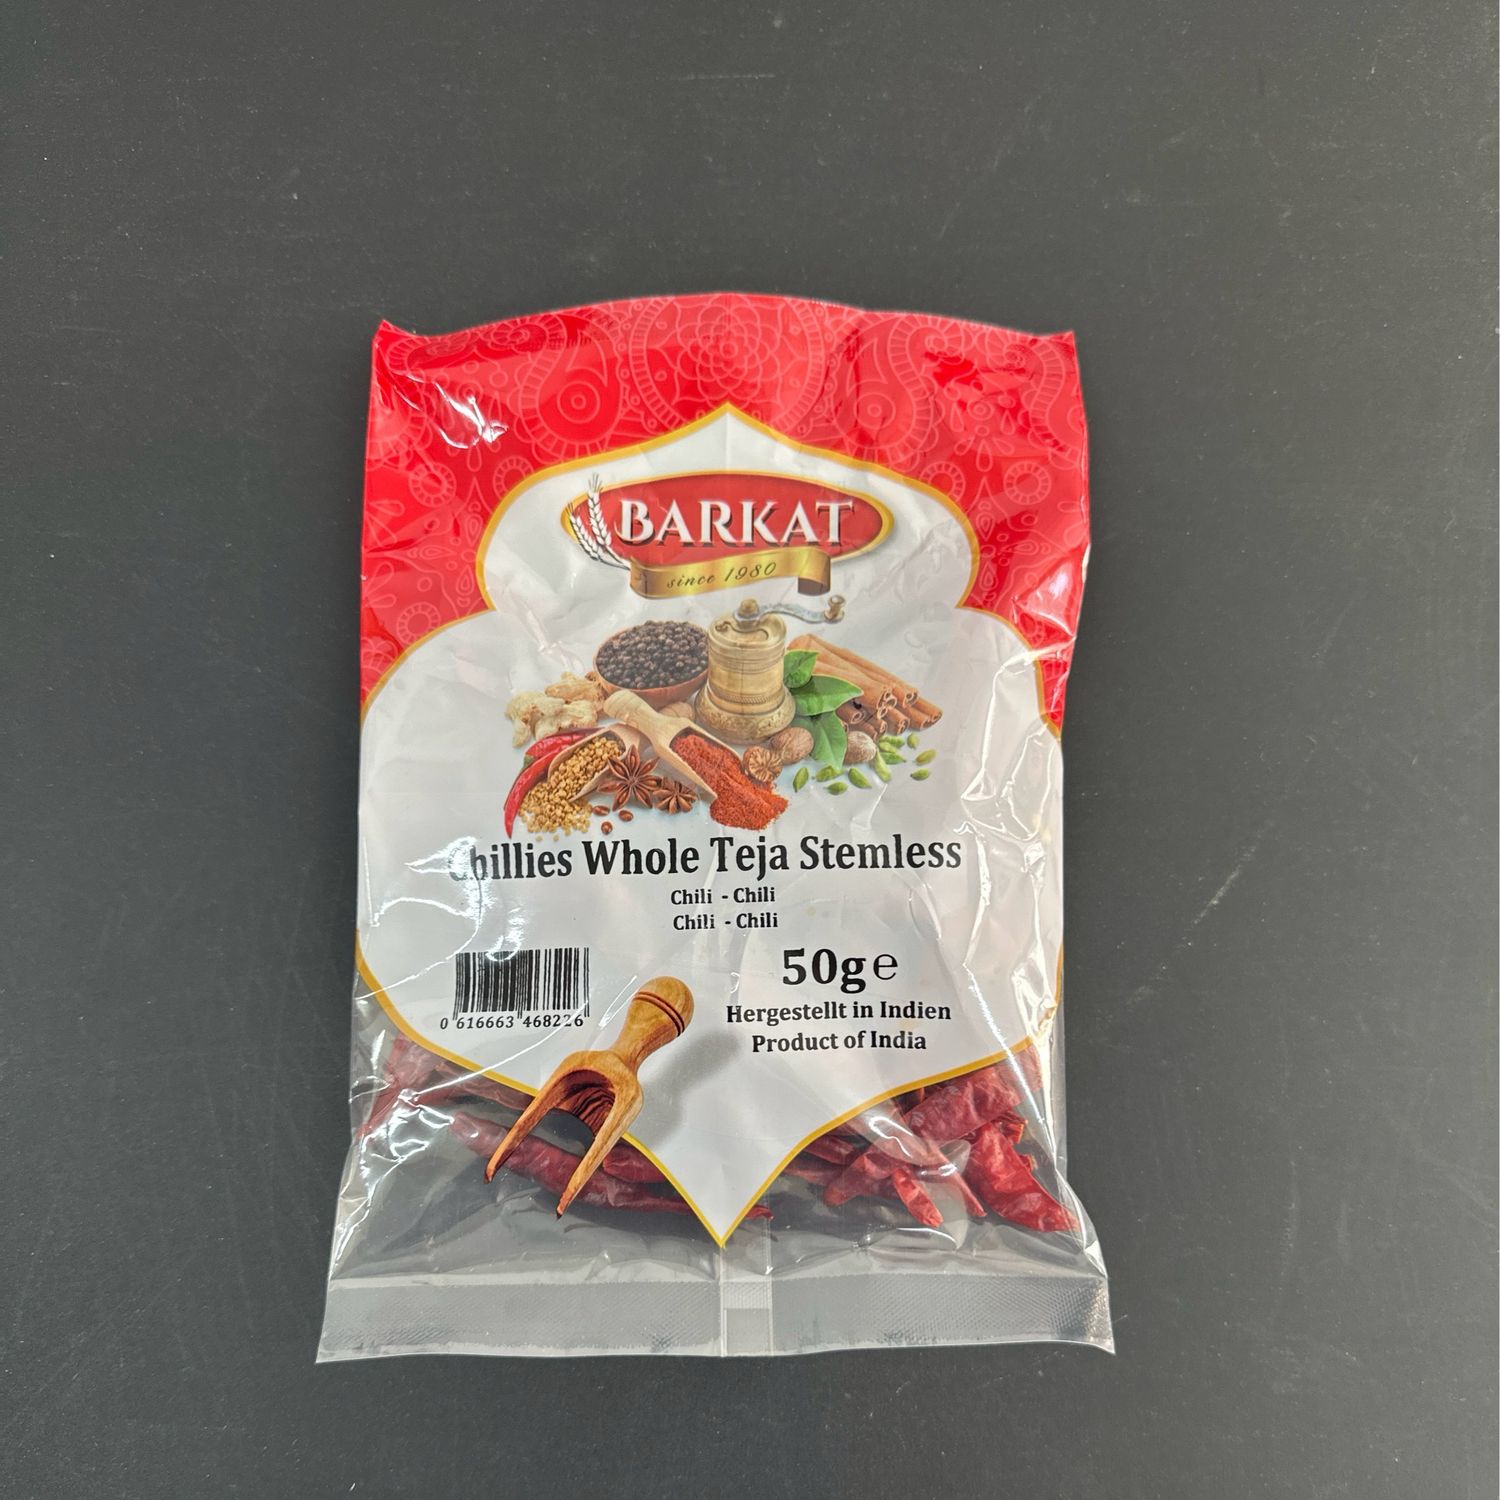 BARKAT
since 1980
Chillies Whole Teja Stemless
Chili - Chili
Chili - Chili
50g ℮
Hergestellt in Indien
Product of India
0 616663 468226